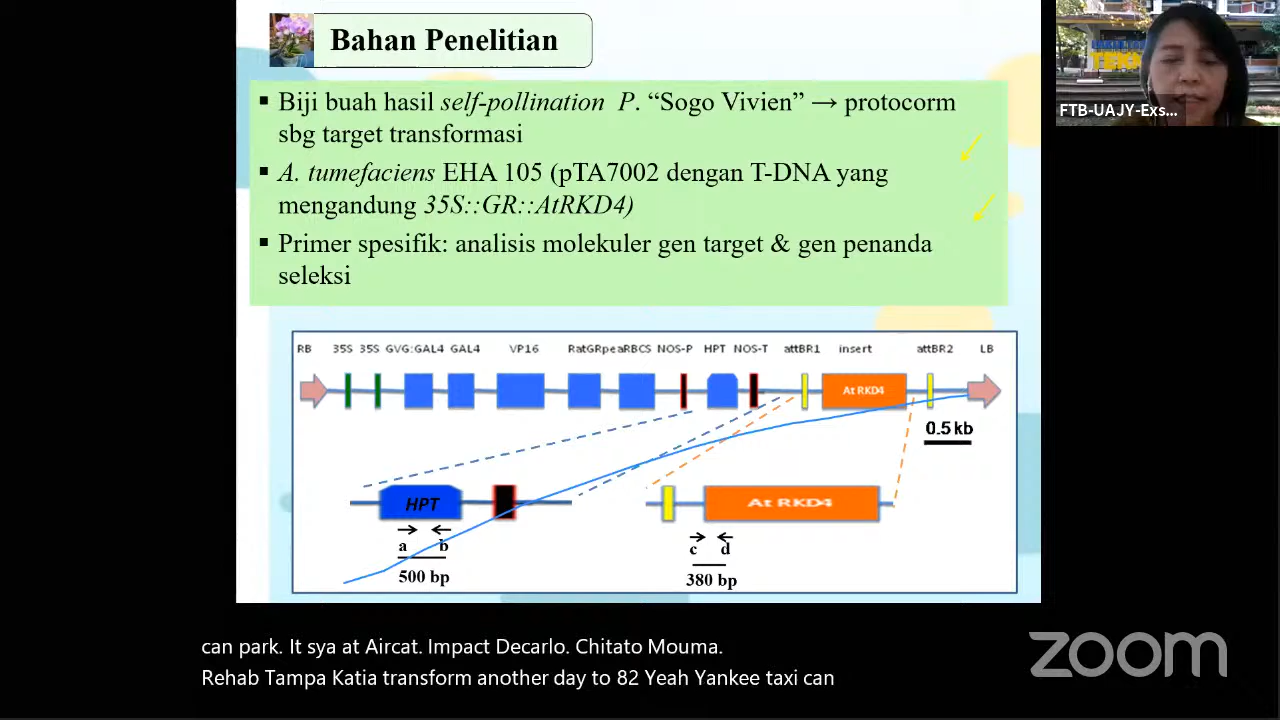 Bahan Penelitian
▪ Biji buah hasil self-pollination P. “Sogo Vivien” → protocorm
sbg target transformasi
▪ A. tumefaciens EHA 105 (pTA7002 dengan T-DNA yang
mengandung 35S::GR::AtRKD4)
▪ Primer spesifik: analisis molekuler gen target & gen penanda
seleksi
RB 35S 35S GVG:GAL4 GAL4 VP16 RatGRpeaRBCS NOS-P HPT NOS-T attBR1 insert attBR2 LB
At RKD4
0.5 kb
HPT
At RKD4
a b
c d
500 bp
380 bp
FTB-UAJY-Exs...
can park. It sya at Aircat. Impact Decarlo. Chitato Mouma.
Rehab Tampa Katia transform another day to 82 Yeah Yankee taxi can
zoom